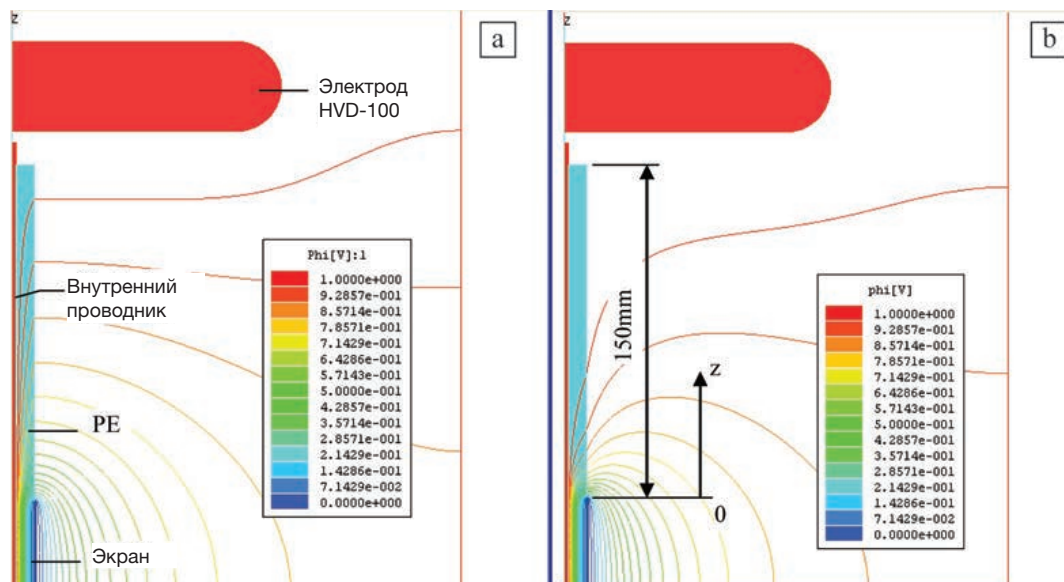 z
a
Электрод
HVD-100
Phi[V]:1
1.0000e+000
9.2857e-001
8.5714e-001
7.8571e-001
7.1429e-001
6.4286e-001
5.7143e-001
5.0000e-001
4.2857e-001
3.5714e-001
2.8571e-001
2.1429e-001
1.4286e-001
7.1429e-002
0.0000e+000
Внутренний
проводник
PE
Экран
z
b
150mm
z
0
phi[V]
1.0000e+000
9.2857e-001
8.5714e-001
7.8571e-001
7.1429e-001
6.4286e-001
5.7143e-001
5.0000e-001
4.2857e-001
3.5714e-001
2.8571e-001
2.1429e-001
1.4286e-001
7.1429e-002
0.0000e+000